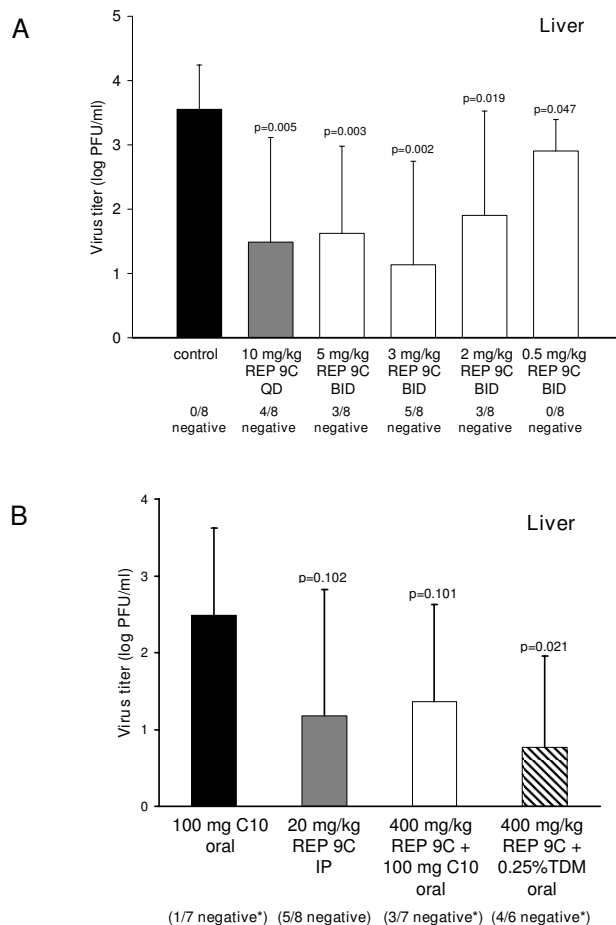 A
Liver
Virus titer (log PFU/ml)
5
4
3
2
1
0
p=0.005
p=0.003
p=0.002
p=0.019
p=0.047
control
10 mg/kg
REP 9C
QD
5 mg/kg
REP 9C
BID
3 mg/kg
REP 9C
BID
2 mg/kg
REP 9C
BID
0.5 mg/kg
REP 9C
BID
0/8
negative
4/8
negative
3/8
negative
5/8
negative
3/8
negative
0/8
negative
B
Liver
Virus titer (log PFU/ml)
4
3
2
1
0
p=0.102
p=0.101
p=0.021
100 mg C10
oral
20 mg/kg
REP 9C
IP
400 mg/kg
REP 9C +
100 mg C10
oral
400 mg/kg
REP 9C +
0.25%TDM
oral
(1/7 negative*)
(5/8 negative)
(3/7 negative*)
(4/6 negative*)